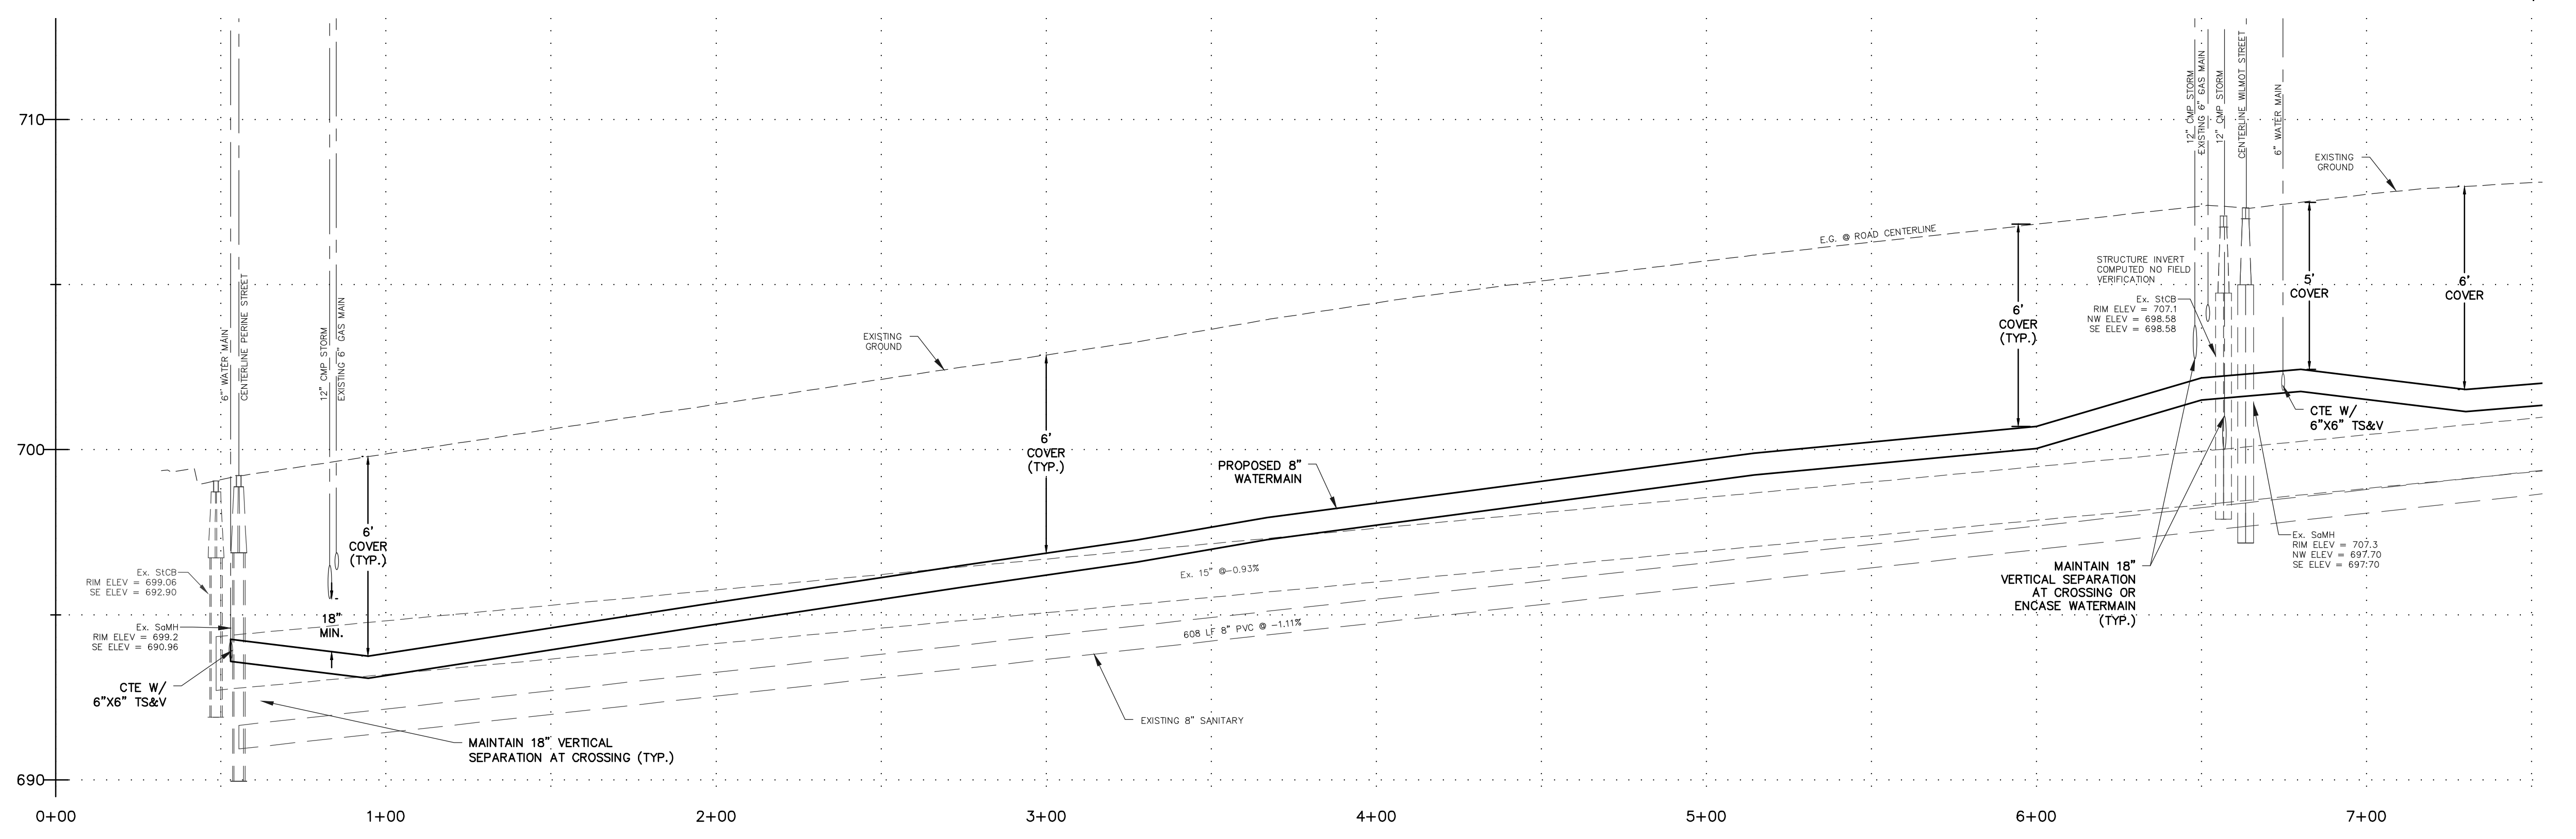 710
700
690
0+00
1+00
2+00
3+00
4+00
5+00
6+00
7+00
6" WATER MAIN
CENTERLINE PERINE STREET
12" CMP STORM
EXISTING 6" GAS MAIN
Ex. StCB
RIM ELEV = 699.06
SE ELEV = 692.90
Ex. SaMH
RIM ELEV = 699.2
SE ELEV = 690.96
CTE W/
6"X6" TS&V
18"
MIN.
6'
COVER
(TYP.)
MAINTAIN 18" VERTICAL
SEPARATION AT CROSSING (TYP.)
EXISTING
GROUND
6'
COVER
(TYP.)
PROPOSED 8"
WATERMAIN
Ex. 15" @-0.93%
608 LF 8" PVC @ -1.11%
EXISTING 8" SANITARY
E.G. @ ROAD CENTERLINE
6'
COVER
(TYP.)
12" CMP STORM
EXISTING 6" GAS MAIN
12" CMP STORM
CENTERLINE WILMOT STREET
6" WATER MAIN
STRUCTURE INVERT
COMPUTED NO FIELD
VERIFICATION
Ex. StCB
RIM ELEV = 707.1
NW ELEV = 698.58
SE ELEV = 698.58
MAINTAIN 18"
VERTICAL SEPARATION
AT CROSSING OR
ENCASE WATERMAIN
(TYP.)
EXISTING
GROUND
5'
COVER
6'
COVER
CTE W/
6"X6" TS&V
Ex. SaMH
RIM ELEV = 707.3
NW ELEV = 697.70
SE ELEV = 697.70